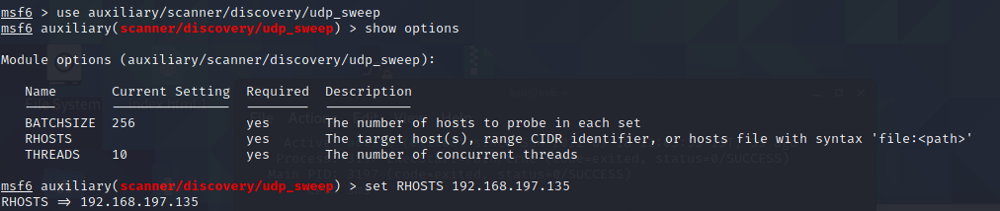 msf6 > use auxiliary/scanner/discovery/udp_sweep
msf6 auxiliary(scanner/discovery/udp_sweep) > show options
Module options (auxiliary/scanner/discovery/udp_sweep):
Name Current Setting Required Description
BATCHSIZE 256 yes The number of hosts to probe in each set
RHOSTS yes The target host(s), range CIDR identifier, or hosts file with syntax 'file:<path>'
THREADS 10 yes The number of concurrent threads
msf6 auxiliary(scanner/discovery/udp_sweep) > set RHOSTS 192.168.197.135
RHOSTS => 192.168.197.135